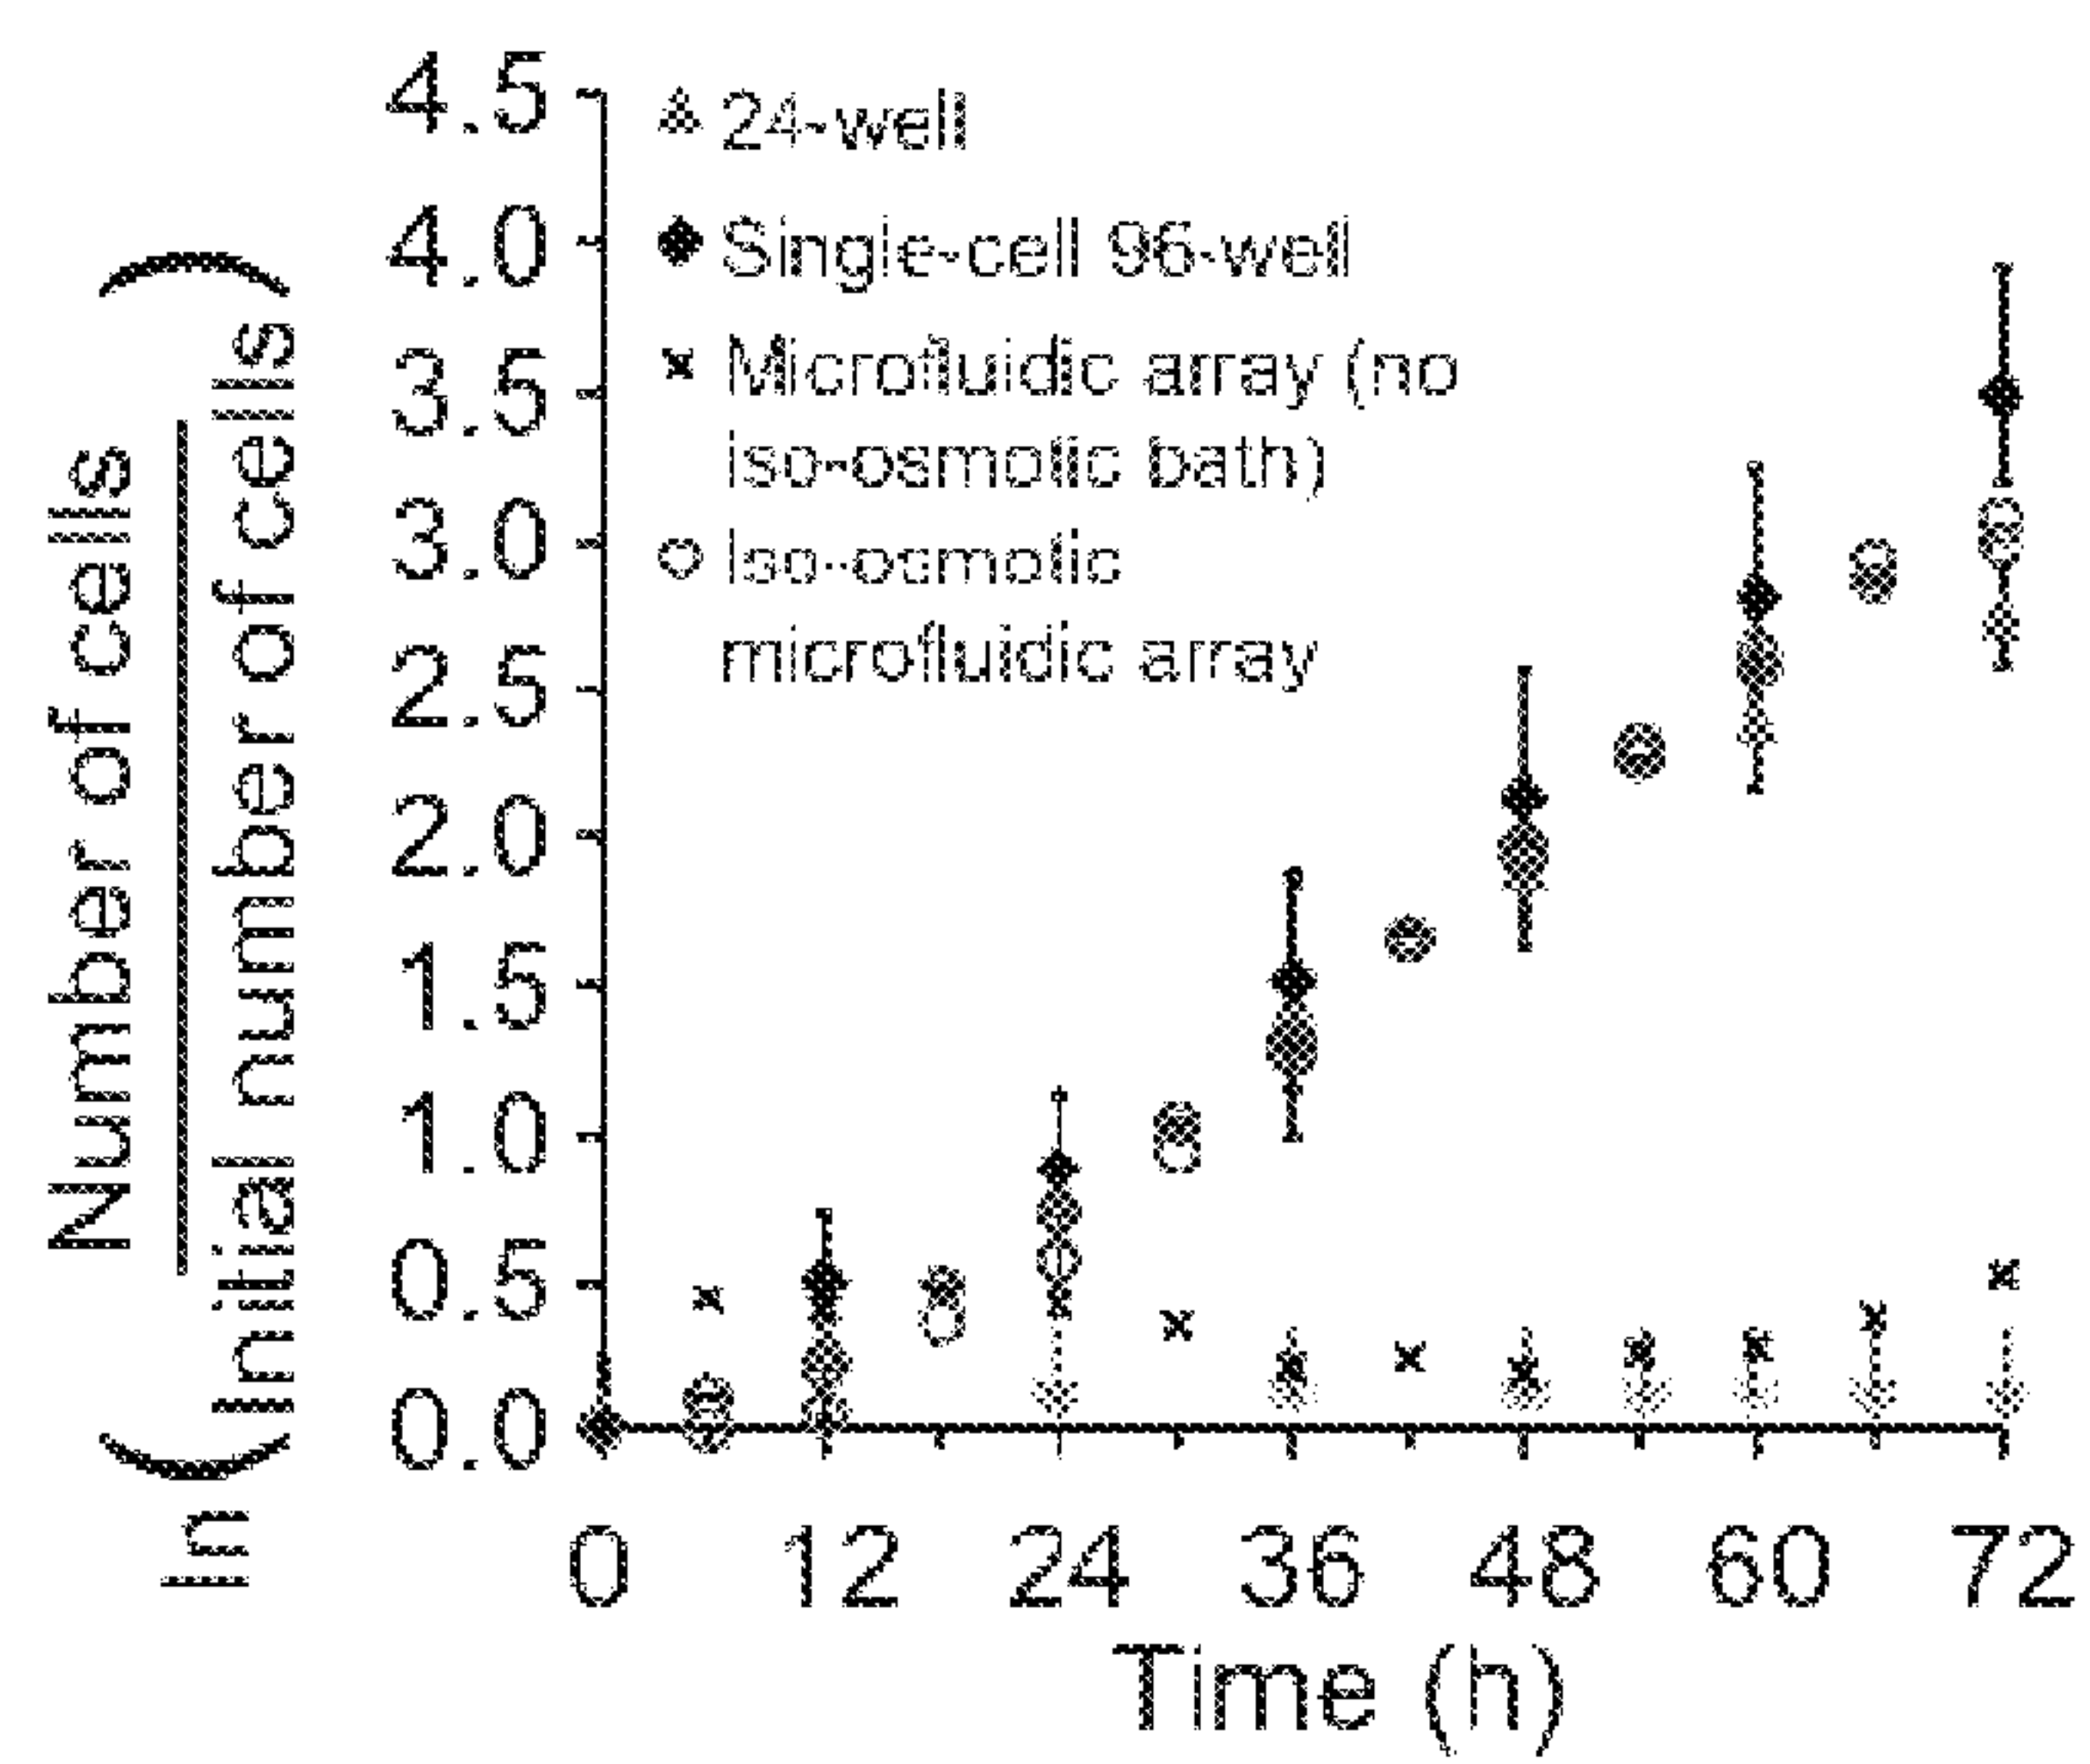 ln( Number of cells / Initial number of cells )
4.5
4.0
3.5
3.0
2.5
2.0
1.5
1.0
0.5
0.0
24-well
Single-cell 96-well
Microfluidic array (no
iso-osmotic bath)
Iso-osmotic
microfluidic array
0 12 24 36 48 60 72
Time (h)